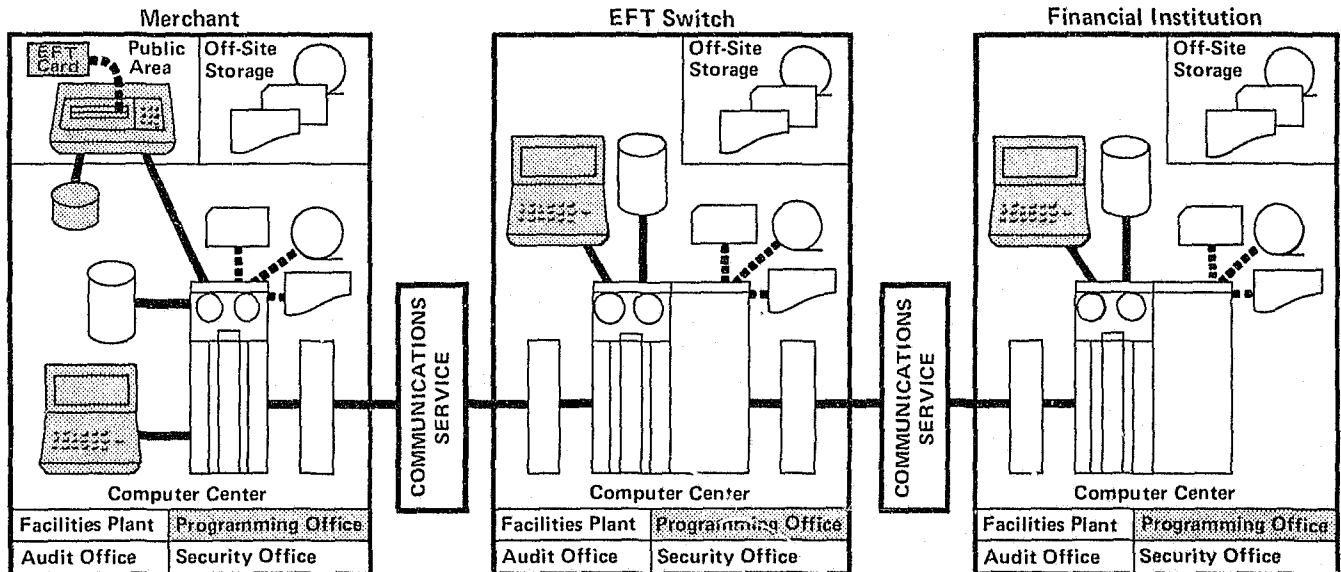 Merchant
EFT Card
Public Area
Off-Site Storage
Computer Center
Facilities Plant
Programming Office
Audit Office
Security Office
COMMUNICATIONS SERVICE
EFT Switch
Off-Site Storage
Computer Center
Facilities Plant
Programming Office
Audit Office
Security Office
COMMUNICATIONS SERVICE
Financial Institution
Off-Site Storage
Computer Center
Facilities Plant
Programming Office
Audit Office
Security Office